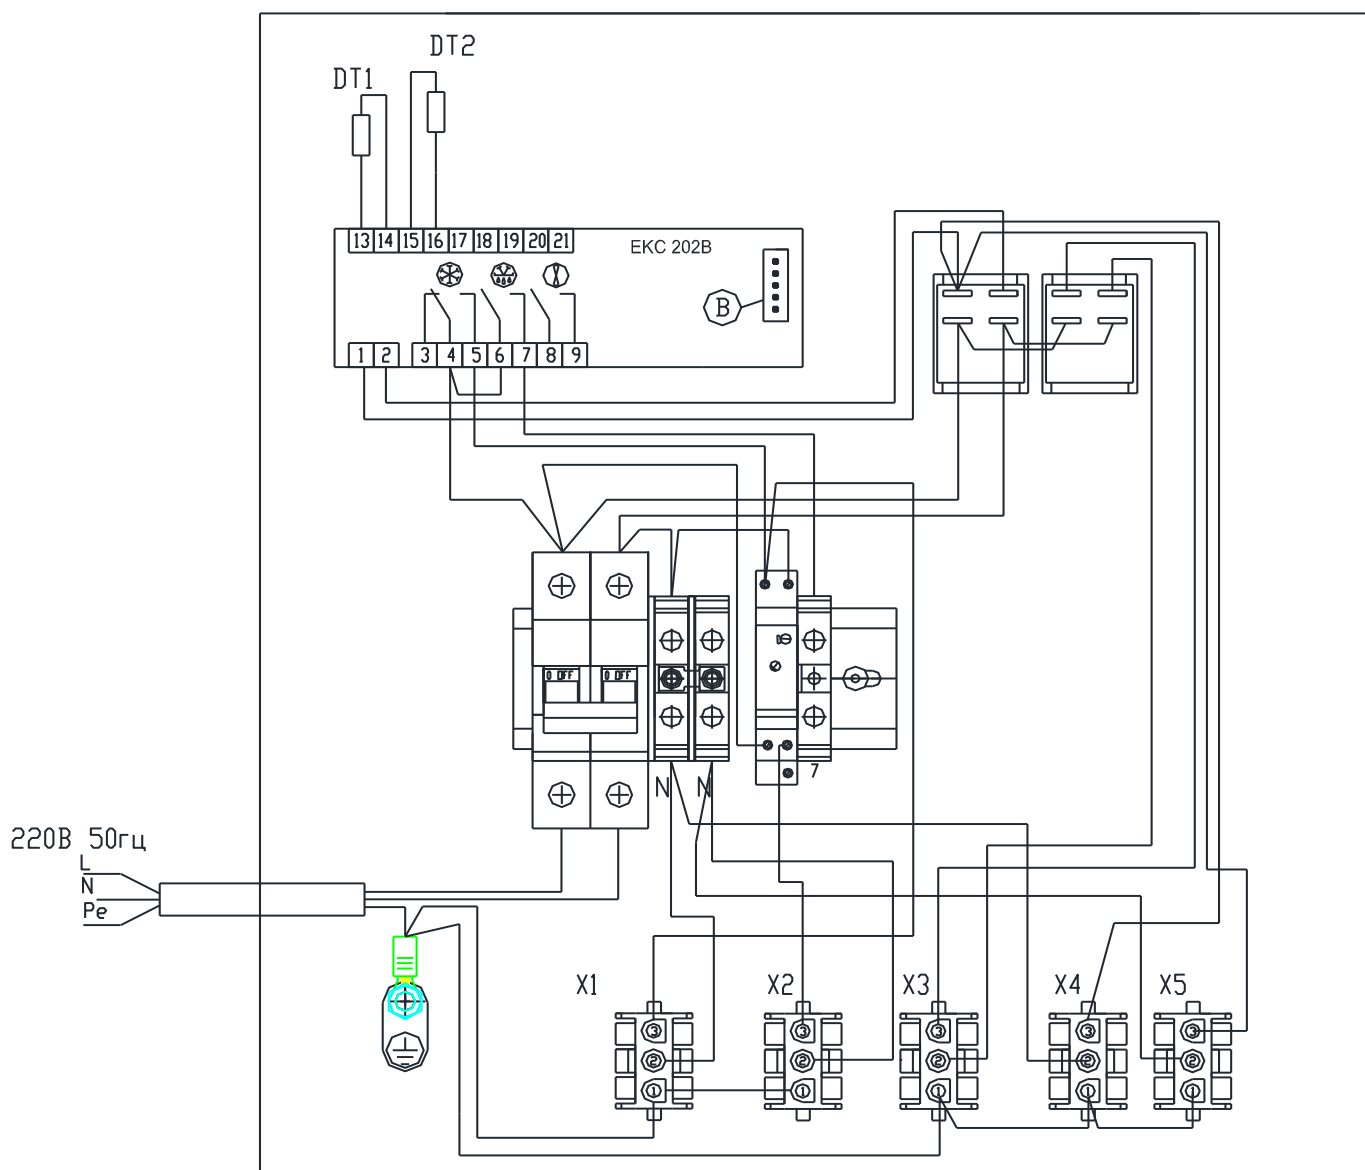 DT2
DT1
13 14 15 16 17 18 19 20 21
EKC 202B
B
1 2 3 4 5 6 7 8 9
0 OFF 0 OFF
N N
7
220В 50гц
L
N
Pe
X1 X2 X3 X4 X5
3 3 3 3 3
2 2 2 2 2
1 1 1 1 1